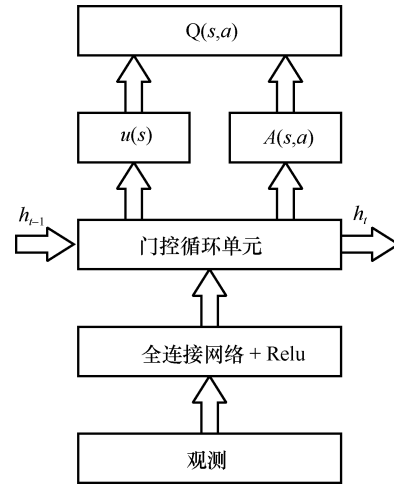 Q(s,a)
u(s)
A(s,a)
h_{t-1}
h_t
门控循环单元
全连接网络 + Relu
观测